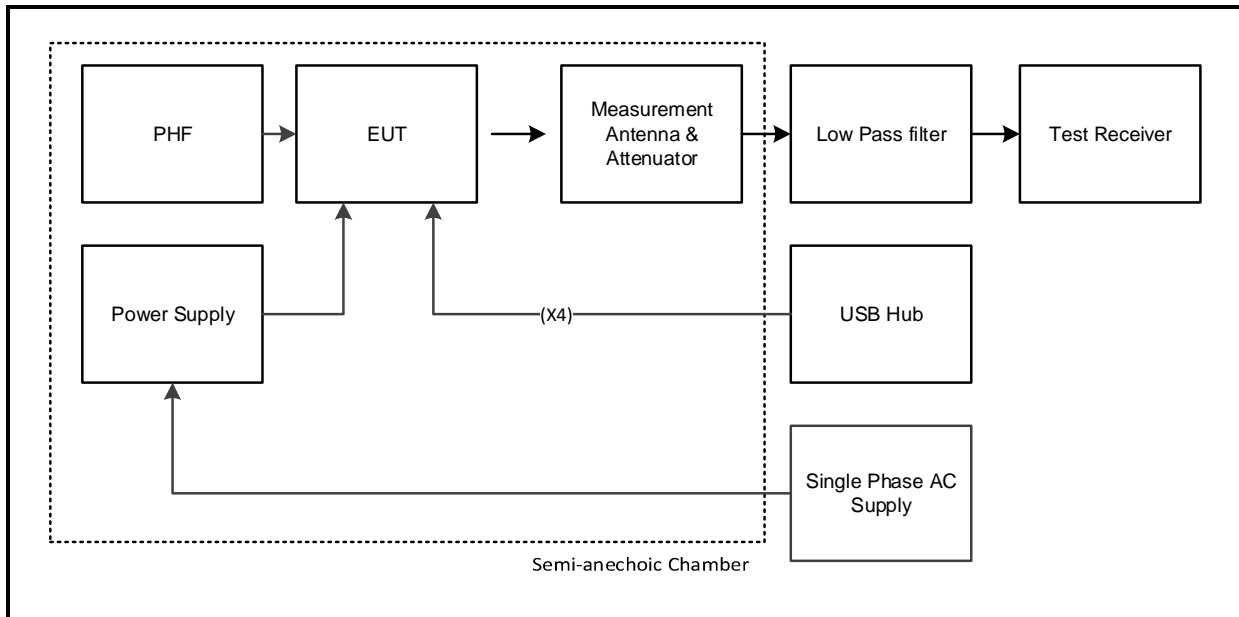 PHF
EUT
Measurement
Antenna &
Attenuator
Low Pass filter
Test Receiver
Power Supply
(X4)
USB Hub
Single Phase AC
Supply
Semi-anechoic Chamber